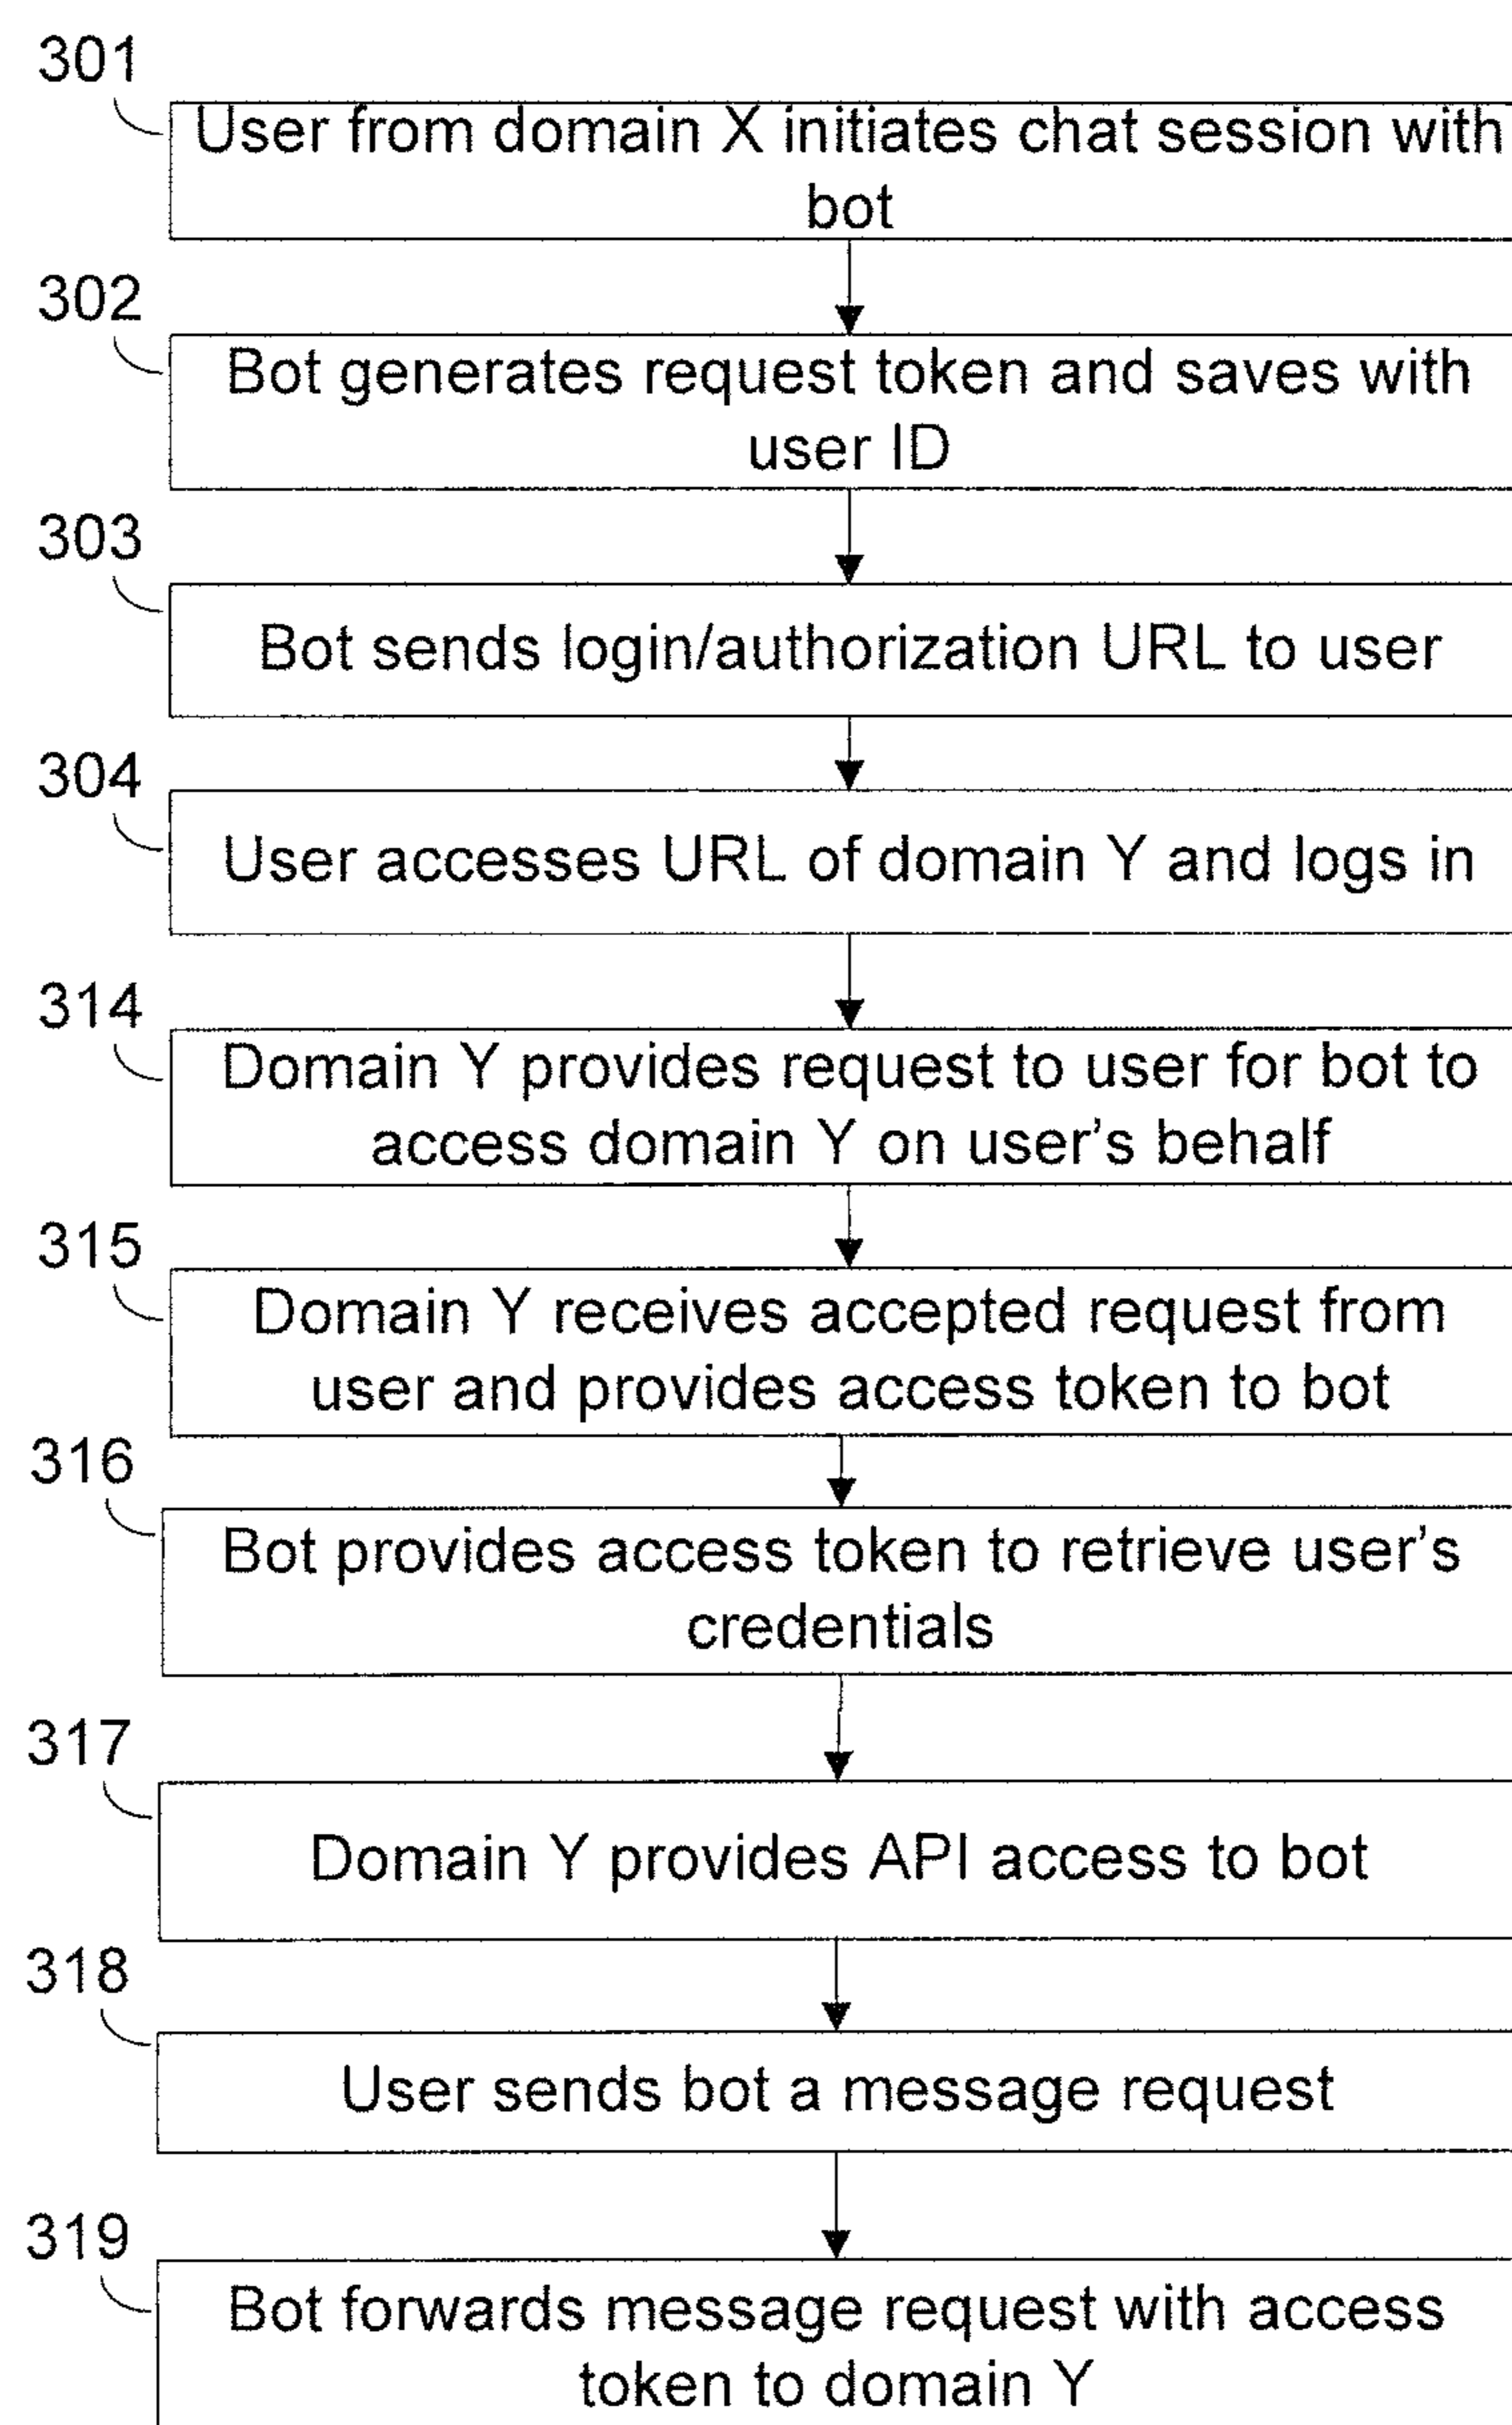 301
User from domain X initiates chat session with
bot
302
Bot generates request token and saves with
user ID
303
Bot sends login/authorization URL to user
304
User accesses URL of domain Y and logs in
314
Domain Y provides request to user for bot to
access domain Y on user's behalf
315
Domain Y receives accepted request from
user and provides access token to bot
316
Bot provides access token to retrieve user's
credentials
317
Domain Y provides API access to bot
318
User sends bot a message request
319
Bot forwards message request with access
token to domain Y